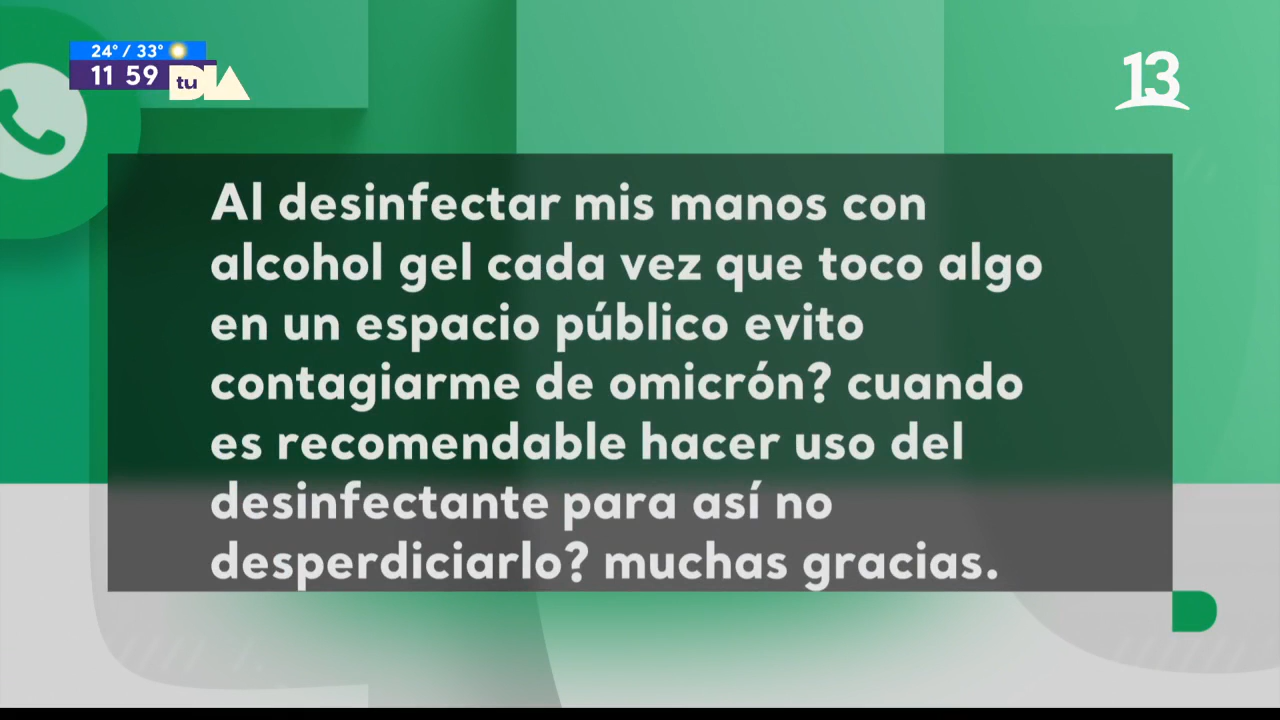 24° / 33°
11 59
tu DÍA
13
Al desinfectar mis manos con
alcohol gel cada vez que toco algo
en un espacio público evito
contagiarme de omicrón? cuando
es recomendable hacer uso del
desinfectante para así no
desperdiciarlo? muchas gracias.